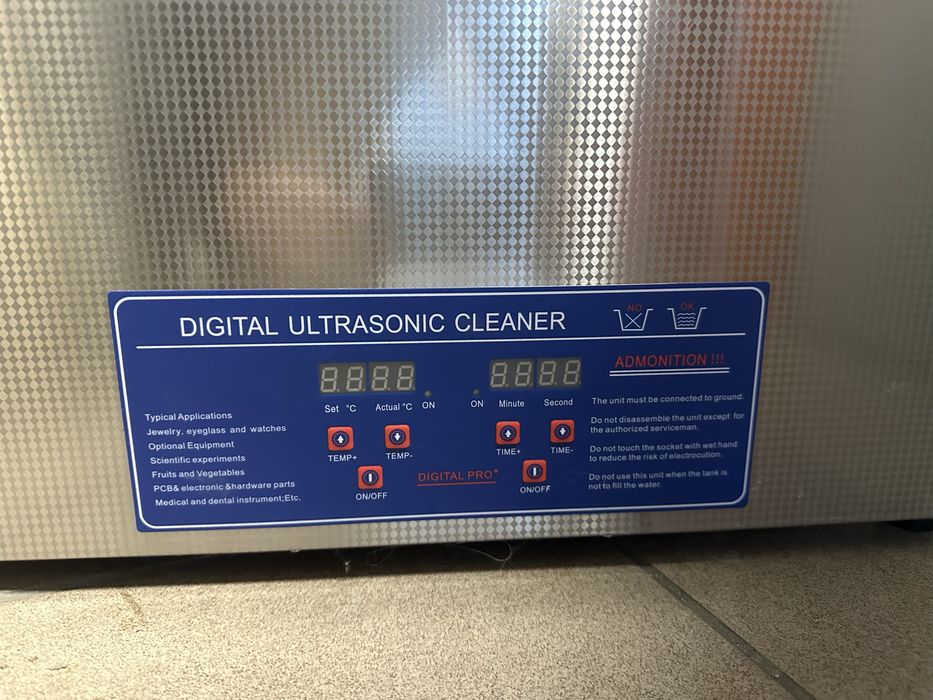 DIGITAL ULTRASONIC CLEANER
NO OK
ADMONITION !!!
Set °C Actual °C ON
ON Minute Second
TEMP+ TEMP-
TIME+ TIME-
ON/OFF
DIGITAL PRO+
ON/OFF
Typical Applications
Jewelry, eyeglass and watches
Optional Equipment
Scientific experiments
Fruits and Vegetables
PCB& electronic &hardware parts
Medical and dental instrument;Etc.
The unit must be connected to ground.
Do not disassemble the unit except for
the authorized serviceman.
Do not touch the socket with wet hand
to reduce the risk of electrocution.
Do not use this unit when the tank is
not to fill the water.